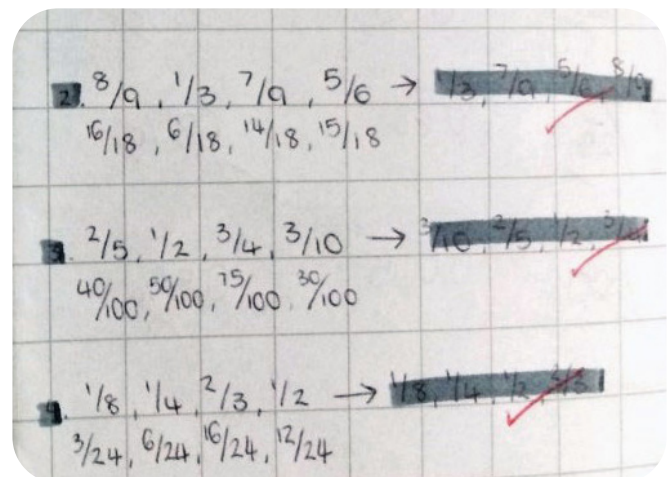 2. 8/9, 1/3, 7/9, 5/6 → 1/3, 7/9, 5/6, 8/9
16/18, 6/18, 14/18, 15/18
3. 2/5, 1/2, 3/4, 3/10 → 3/10, 2/5, 1/2, 3/4
40/100, 50/100, 75/100, 30/100
4. 1/8, 1/4, 2/3, 1/2 → 1/8, 1/4, 1/2, 2/3
3/24, 6/24, 16/24, 12/24